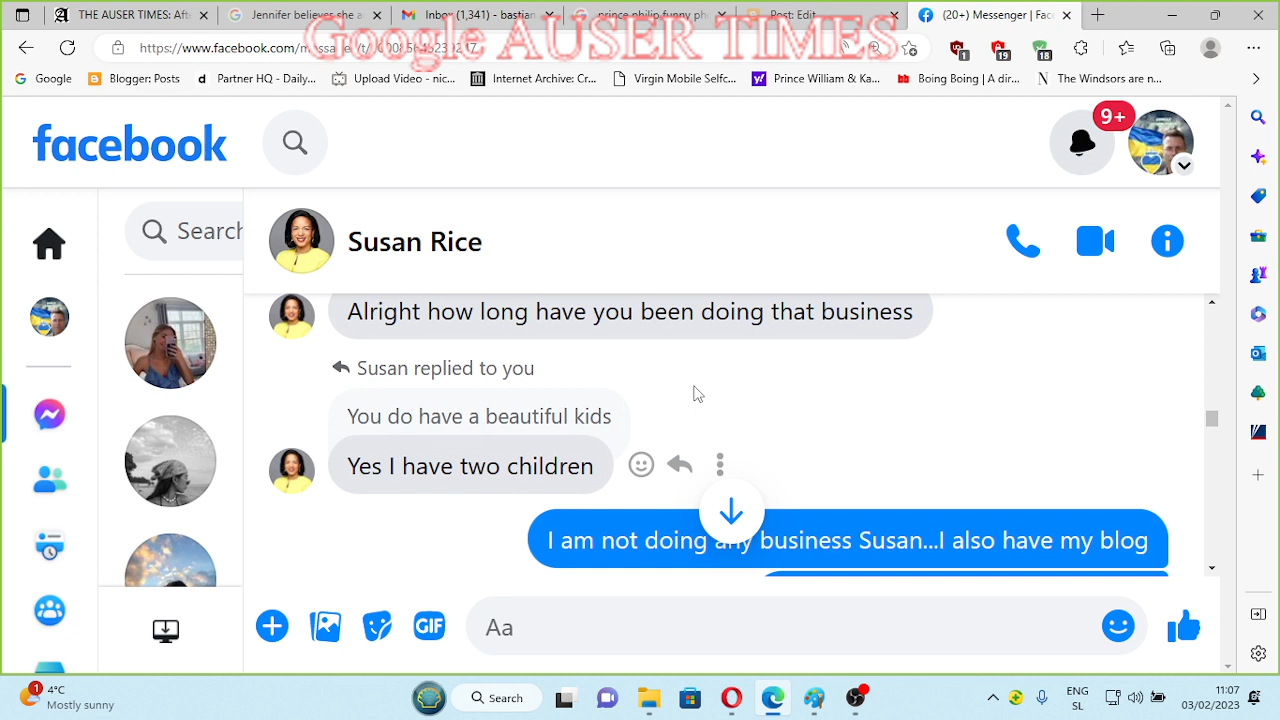 THE AUSER TIMES: Aft
Jennifer believes she a
Inbox (1,341) - bastian
prince philip funny ph
Post: Edit
(20+) Messenger | Fac
Google AUSER TIMES
Google
Blogger: Posts
Partner HQ - Daily...
Upload Video - nic...
Internet Archive: Cr...
Virgin Mobile Selfc...
Prince William & Ka...
Boing Boing | A dir...
The Windsors are n...
1
19
18
facebook
9+
Search
Susan Rice
Alright how long have you been doing that business
Susan replied to you
You do have a beautiful kids
Yes I have two children
I am not doing any business Susan...I also have my blog
GIF
Aa
1
4°C
Mostly sunny
Search
ENG
SL
11:07
03/02/2023